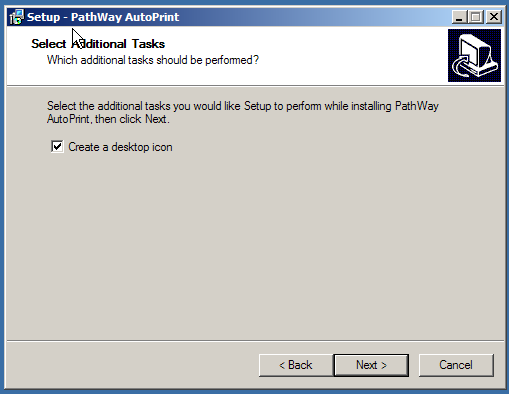 Setup - PathWay AutoPrint
Select Additional Tasks
Which additional tasks should be performed?
Select the additional tasks you would like Setup to perform while installing PathWay
AutoPrint, then click Next.
Create a desktop icon
< Back Next > Cancel